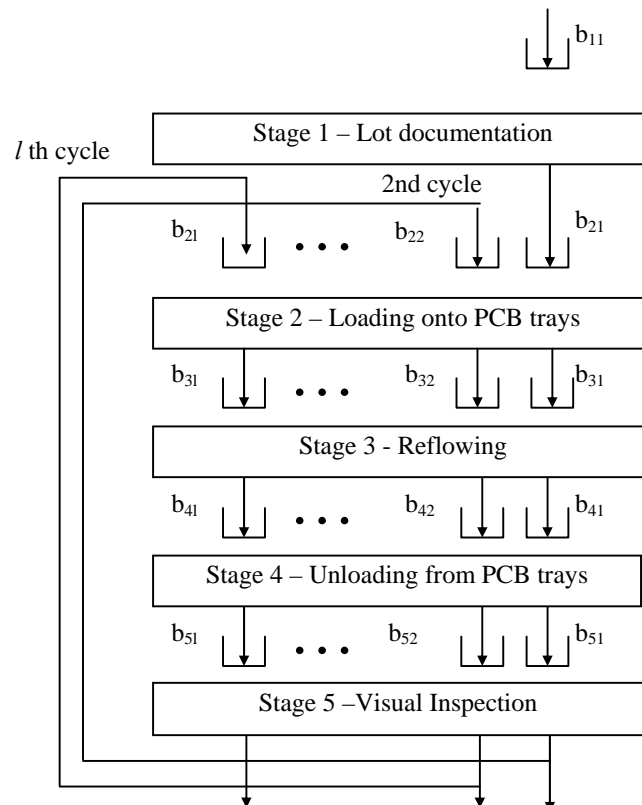 b₁₁
Stage 1 – Lot documentation
l th cycle
2nd cycle
b₂ₗ
• • •
b₂₂
b₂₁
Stage 2 – Loading onto PCB trays
b₃ₗ
• • •
b₃₂
b₃₁
Stage 3 - Reflowing
b₄ₗ
• • •
b₄₂
b₄₁
Stage 4 – Unloading from PCB trays
b₅ₗ
• • •
b₅₂
b₅₁
Stage 5 –Visual Inspection